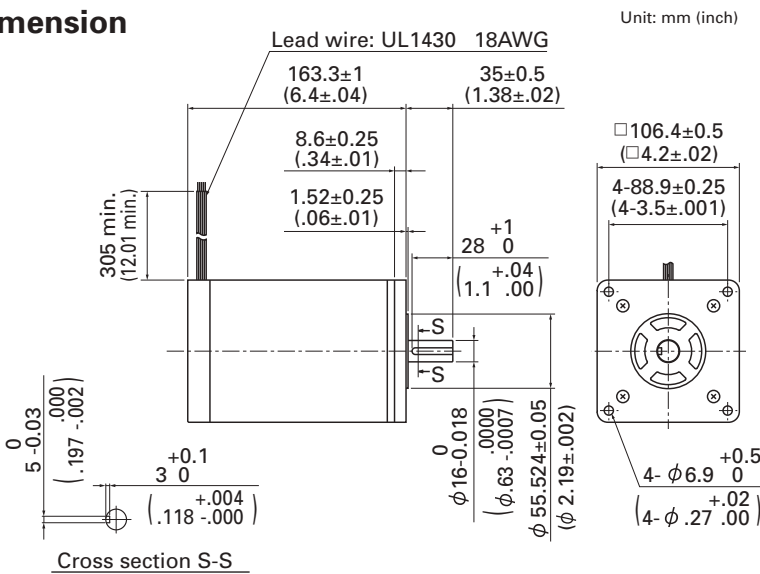 mension
Unit: mm (inch)
Lead wire: UL1430 18AWG
163.3±1
(6.4±.04)
35±0.5
(1.38±.02)
8.6±0.25
(.34±.01)
1.52±0.25
(.06±.01)
305 min.
(12.01 min.)
+1
28 0
+.04
(1.1 .00)
□106.4±0.5
(□4.2±.02)
4-88.9±0.25
(4-3.5±.001)
S
S
0
5 -0.03
.000
(.197 -.002)
+0.1
3 0
+.004
(.118 -.000)
Cross section S-S
0
ϕ16-0.018
.0000
(ϕ.63 -.0007)
ϕ 55.524±0.05
(ϕ 2.19±.002)
+0.5
4- ϕ6.9 0
+.02
(4- ϕ .27 .00)